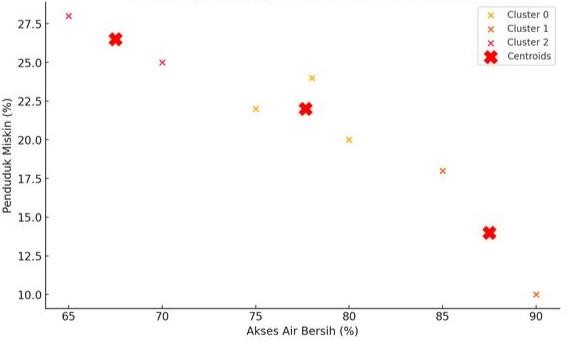 Cluster 0
Cluster 1
Cluster 2
Centroids
27.5
25.0
22.5
20.0
17.5
15.0
12.5
10.0
Penduduk Miskin (%)
65 70 75 80 85 90
Akses Air Bersih (%)